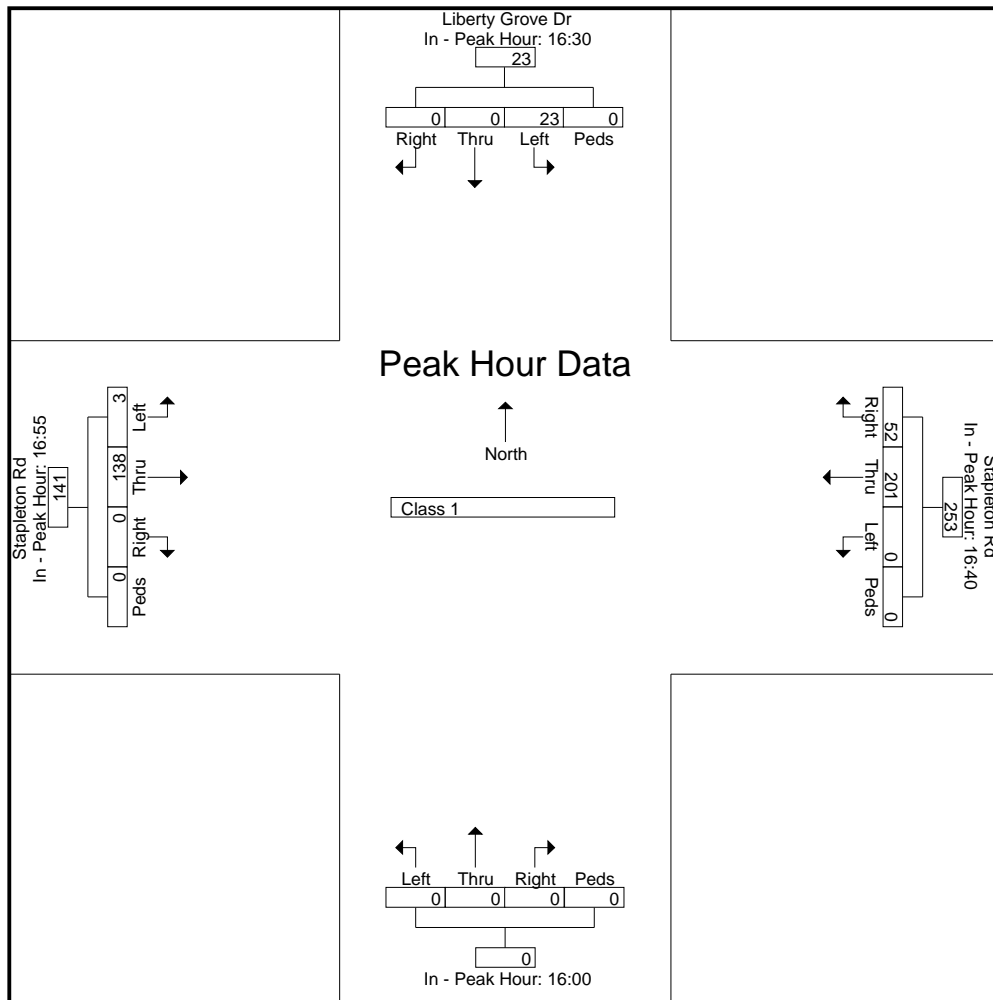 Liberty Grove Dr
In - Peak Hour: 16:30
23
0 0 23 0
Right Thru Left Peds
Peak Hour Data
North
Class 1
Stapleton Rd
In - Peak Hour: 16:55
141
3 138 0 0
Left Thru Right Peds
Stapleton Rd
In - Peak Hour: 16:40
253
52 201 0 0
Right Thru Left Peds
Left Thru Right Peds
0 0 0 0
0
In - Peak Hour: 16:00